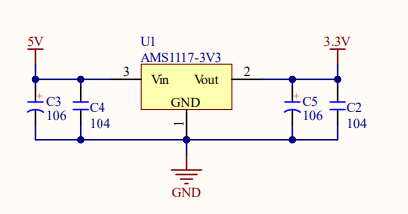 5V
U1
3.3V
AMS1117-3V3
3
Vin
Vout
2
GND
1
+
C3
106
C4
104
+
C5
106
C2
104
GND